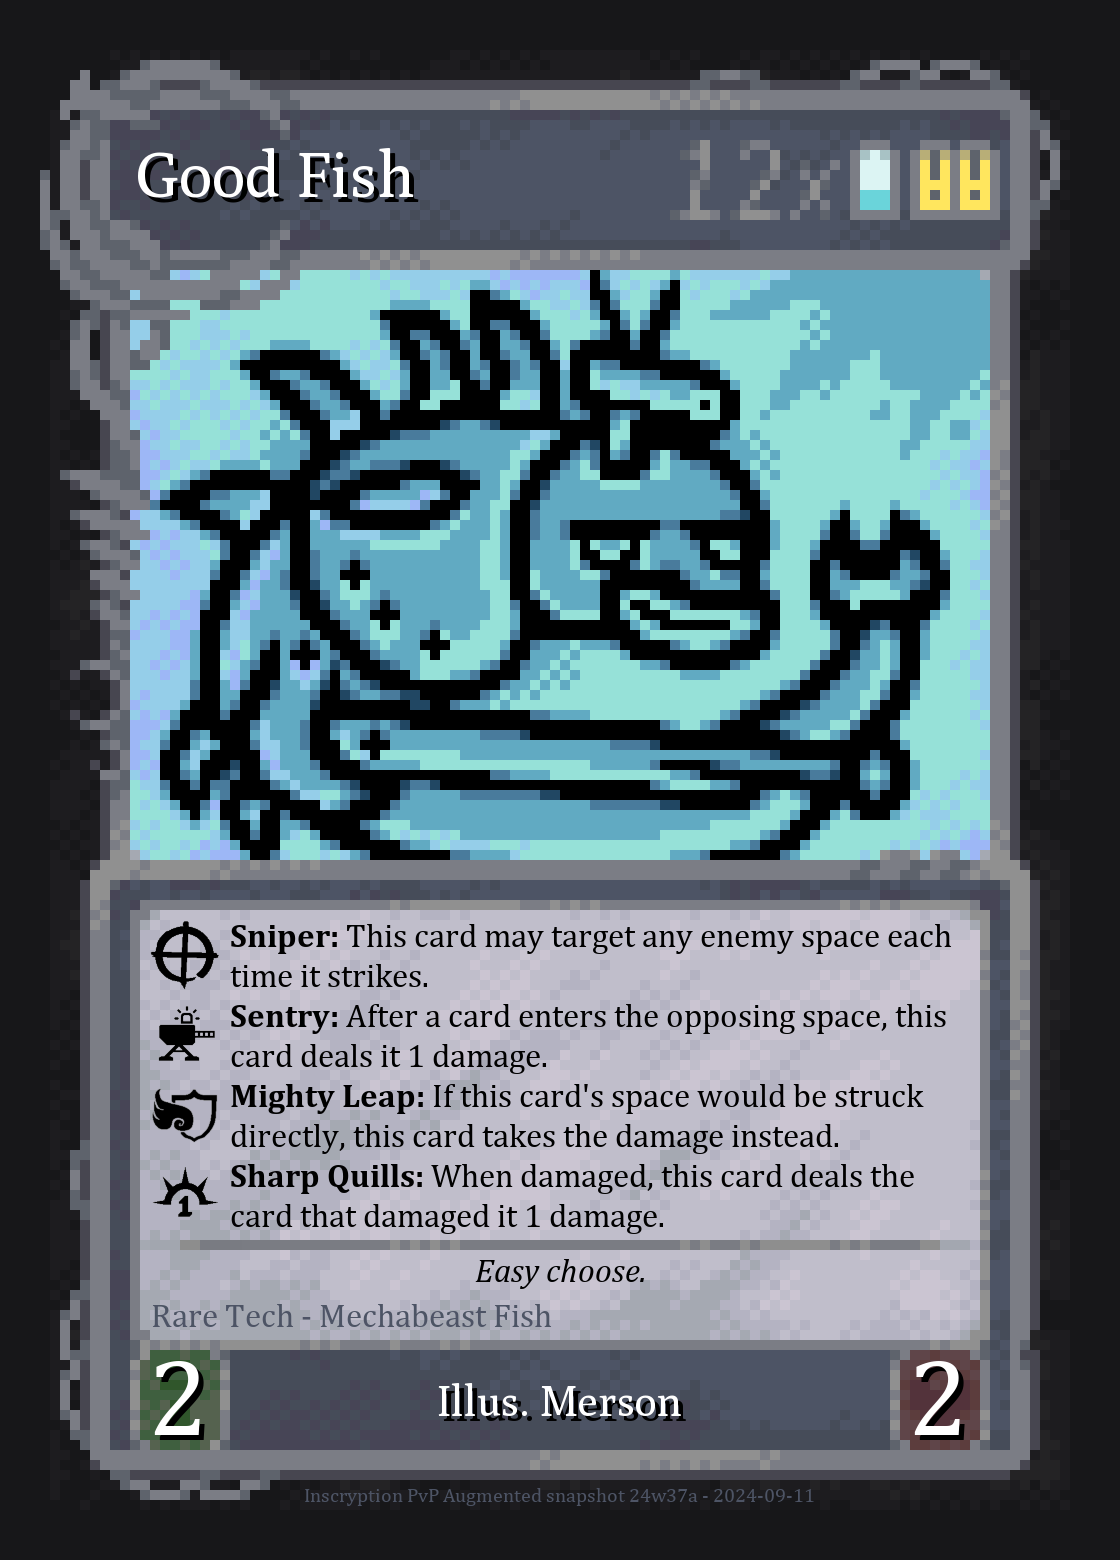 Good Fish 12x
Sniper: This card may target any enemy space each
time it strikes.
Sentry: After a card enters the opposing space, this
card deals it 1 damage.
Mighty Leap: If this card's space would be struck
directly, this card takes the damage instead.
Sharp Quills: When damaged, this card deals the
card that damaged it 1 damage.
1
Easy choose.
Rare Tech - Mechabeast Fish
2 Illus. Merson 2
Inscryption PvP Augmented snapshot 24w37a - 2024-09-11